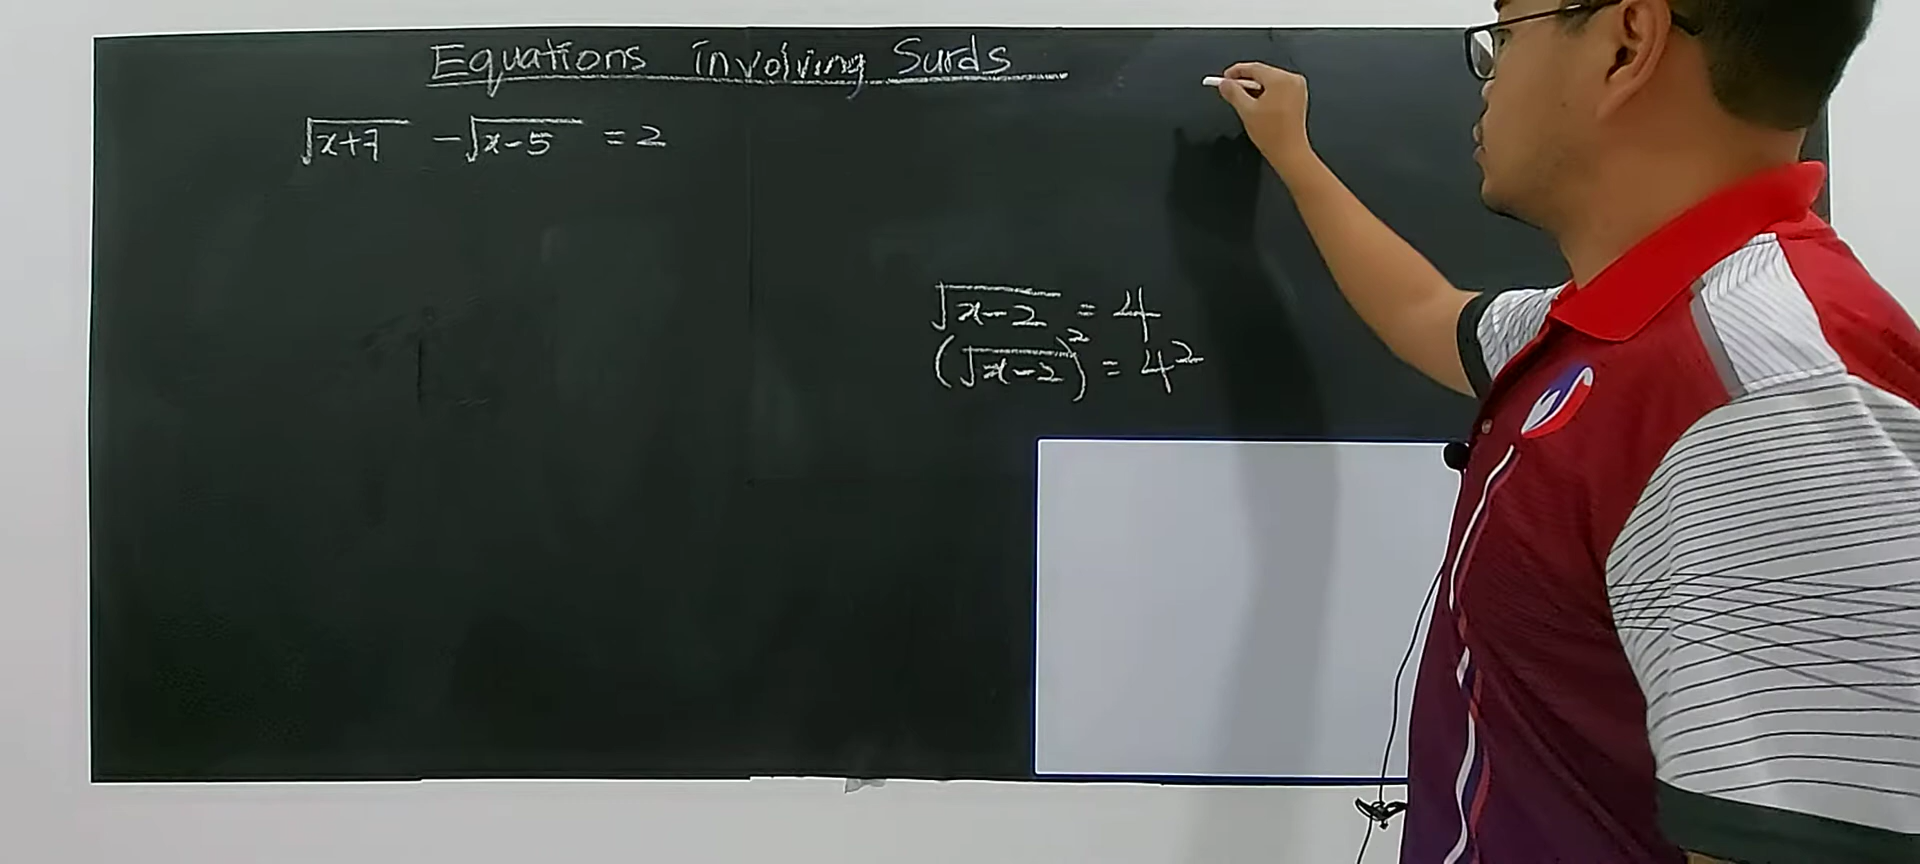 Equations involving Surds
√(x+7) - √(x-5) = 2
√(x-2) = 4
(√(x-2))² = 4²